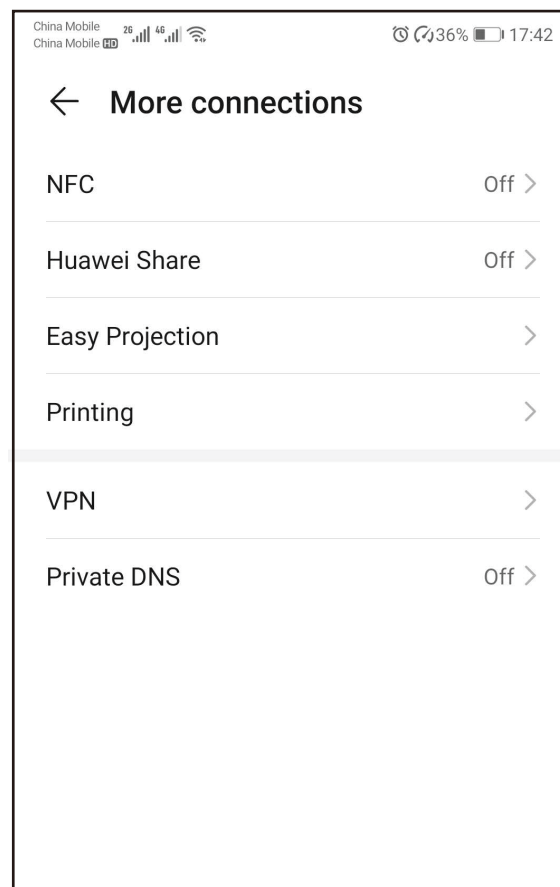 China Mobile
China Mobile HD 2G 4G 36% 17:42
More connections
NFC Off
Huawei Share Off
Easy Projection
Printing
VPN
Private DNS Off